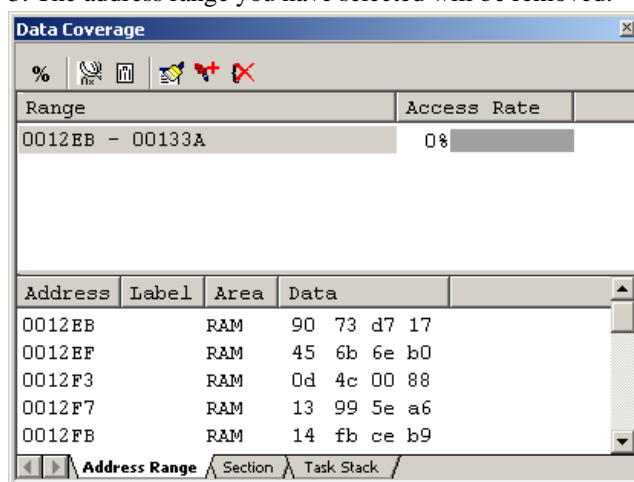 3. The address range you have selected will be removed.
Data Coverage
%
Range Access Rate
0012EB - 00133A 0%
Address Label Area Data
0012EB RAM 90 73 d7 17
0012EF RAM 45 6b 6e b0
0012F3 RAM 0d 4c 00 88
0012F7 RAM 13 99 5e a6
0012FB RAM 14 fb ce b9
Address Range Section Task Stack